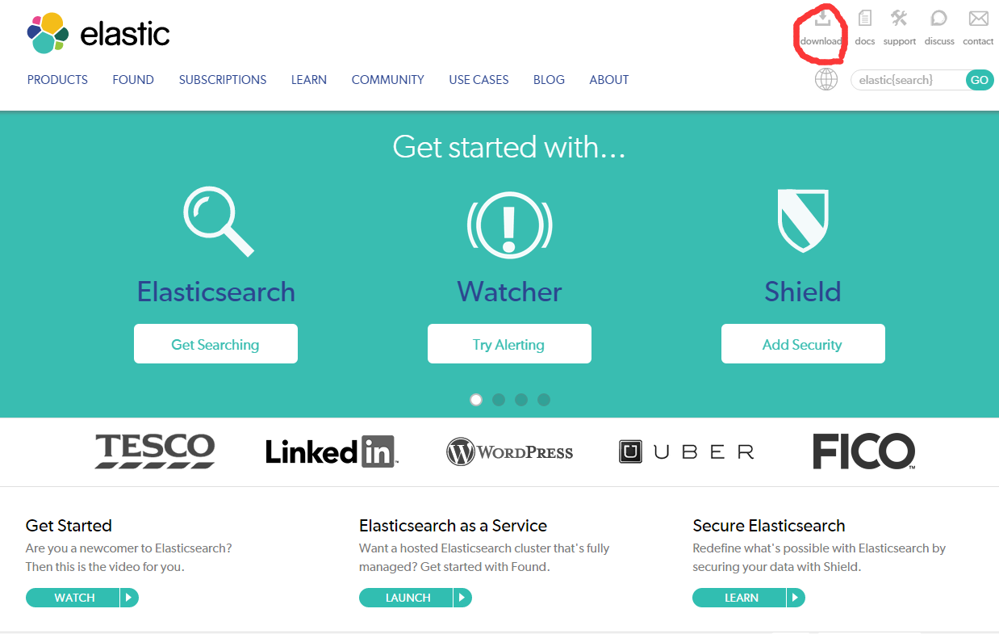 elastic
download docs support discuss contact
PRODUCTS FOUND SUBSCRIPTIONS LEARN COMMUNITY USE CASES BLOG ABOUT
elastic{search} GO
Get started with...
Elasticsearch Watcher Shield
Get Searching Try Alerting Add Security
TESCO Linked in™ WORDPRESS U UBER FICO™
Get Started Elasticsearch as a Service Secure Elasticsearch
Are you a newcomer to Elasticsearch? Want a hosted Elasticsearch cluster that's fully Redefine what's possible with Elasticsearch by
Then this is the video for you. managed? Get started with Found. securing your data with Shield.
WATCH LAUNCH LEARN